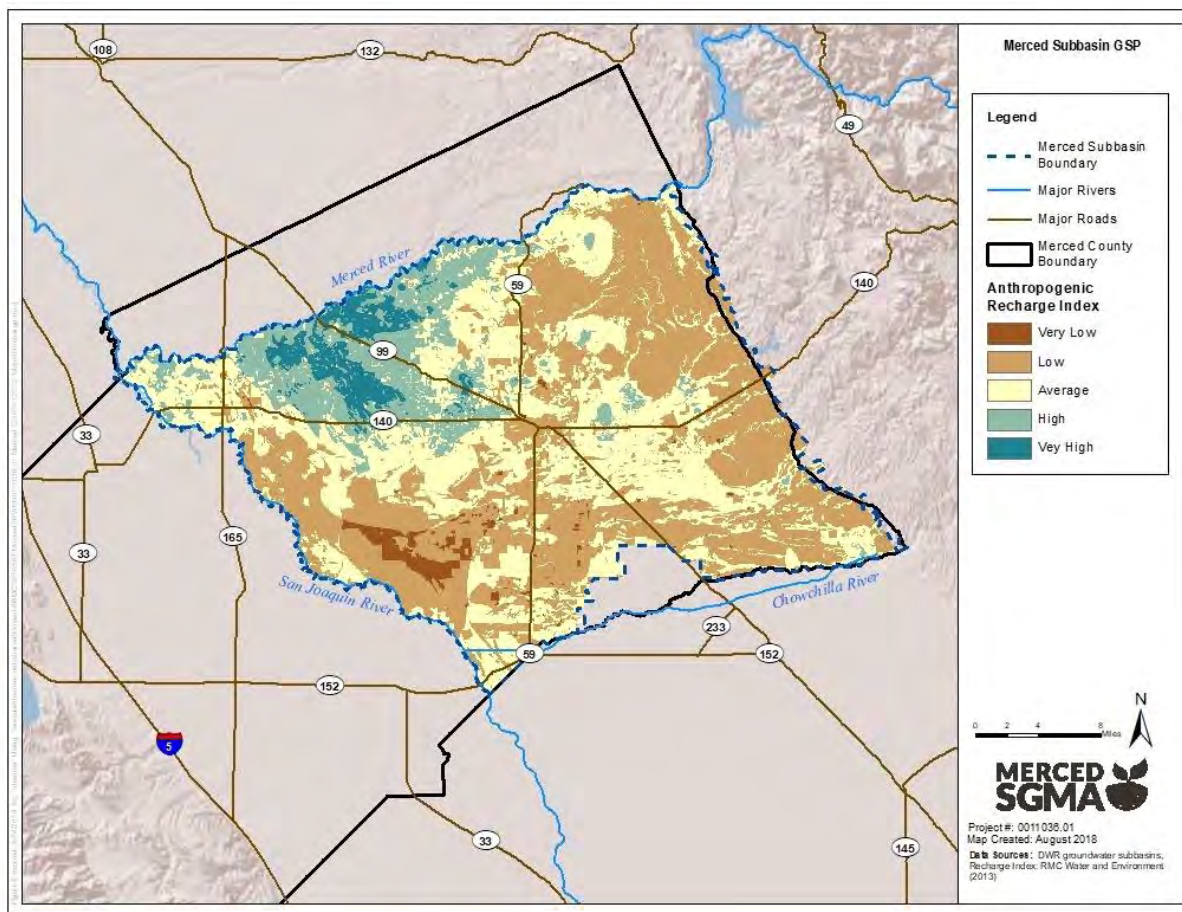 Merced Subbasin GSP
Legend
Merced Subbasin
Boundary
Major Rivers
Major Roads
Merced County
Boundary
Anthropogenic
Recharge Index
Very Low
Low
Average
High
Vey High
108
132
49
Merced River
59
140
99
140
33
33
165
San Joaquin River
Chowchilla River
233
59
152
152
5
33
145
N
0 2 4 8
Miles
MERCED
SGMA
Project #: 0011036.01
Map Created: August 2018
Data Sources: DWR groundwater subbasins,
Recharge Index: RMC Water and Environment
(2013)